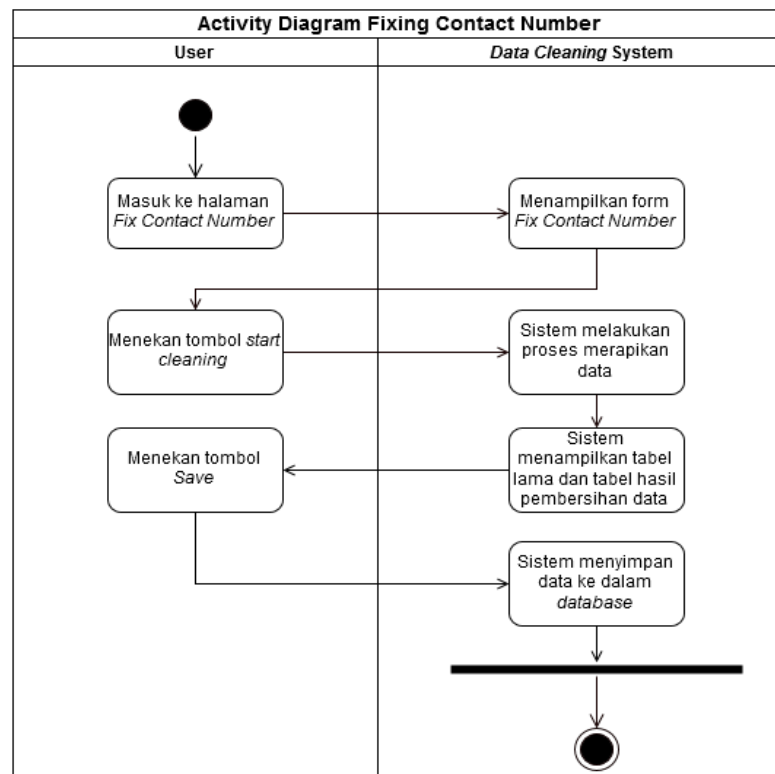 Activity Diagram Fixing Contact Number
User
Data Cleaning System
Masuk ke halaman
Fix Contact Number
Menampilkan form
Fix Contact Number
Menekan tombol start
cleaning
Sistem melakukan
proses merapikan
data
Sistem
menampilkan tabel
lama dan tabel hasil
pembersihan data
Menekan tombol
Save
Sistem menyimpan
data ke dalam
database